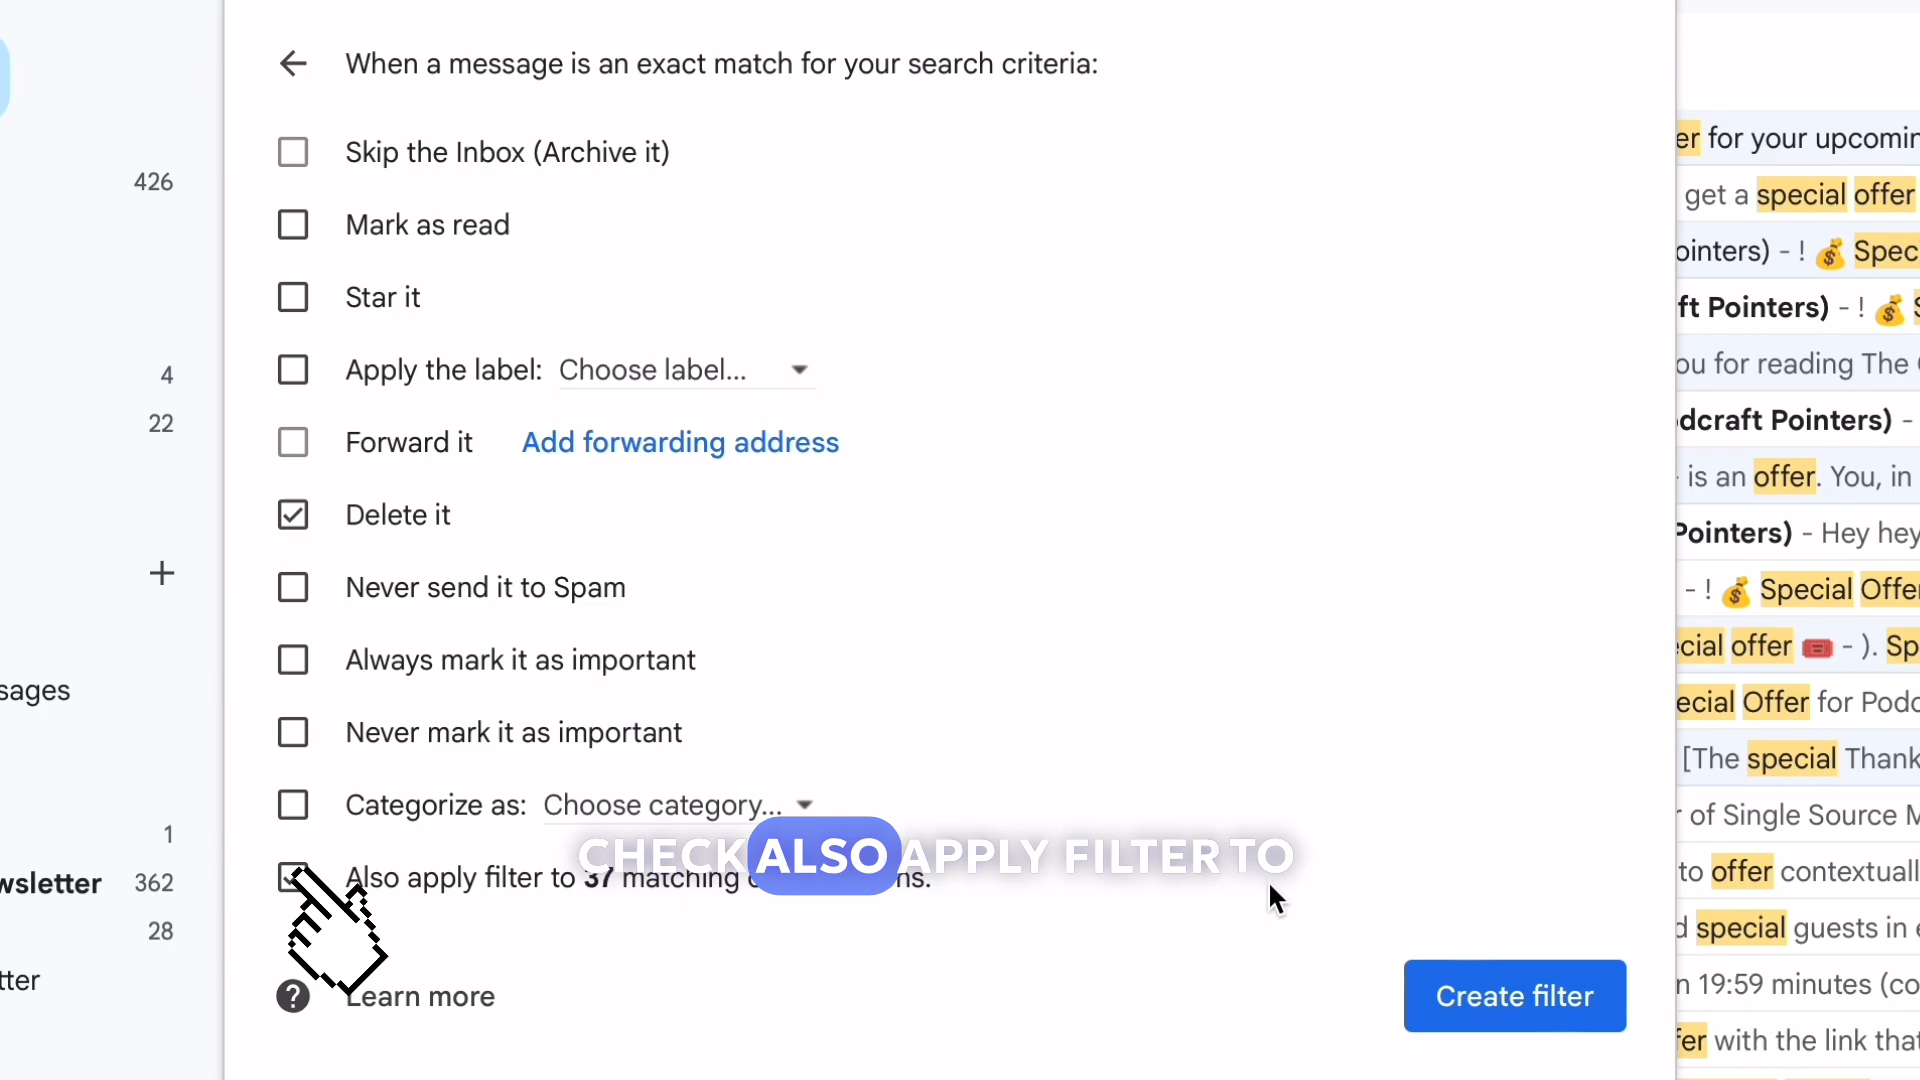 When a message is an exact match for your search criteria:
Skip the Inbox (Archive it)
Mark as read
Star it
Apply the label: Choose label...
Forward it Add forwarding address
Delete it
Never send it to Spam
Always mark it as important
Never mark it as important
Categorize as: Choose category...
CHECK ALSO APPLY FILTER TO
Also apply filter to 37 matching
? Learn more
Create filter
426
4
22
+
sages
1
wsletter 362
28
tter
er for your upcomin
get a special offer
ointers) - ! 💰 Spec
ft Pointers) - ! 💰 S
ou for reading The
dcraft Pointers) -
is an offer. You, in
Pointers) - Hey hey
- ! 💰 Special Offer
cial offer 🎟️ - ). Sp
ecial Offer for Podc
[The special Thank
r of Single Source M
to offer contextuall
d special guests in e
n 19:59 minutes (co
fer with the link that